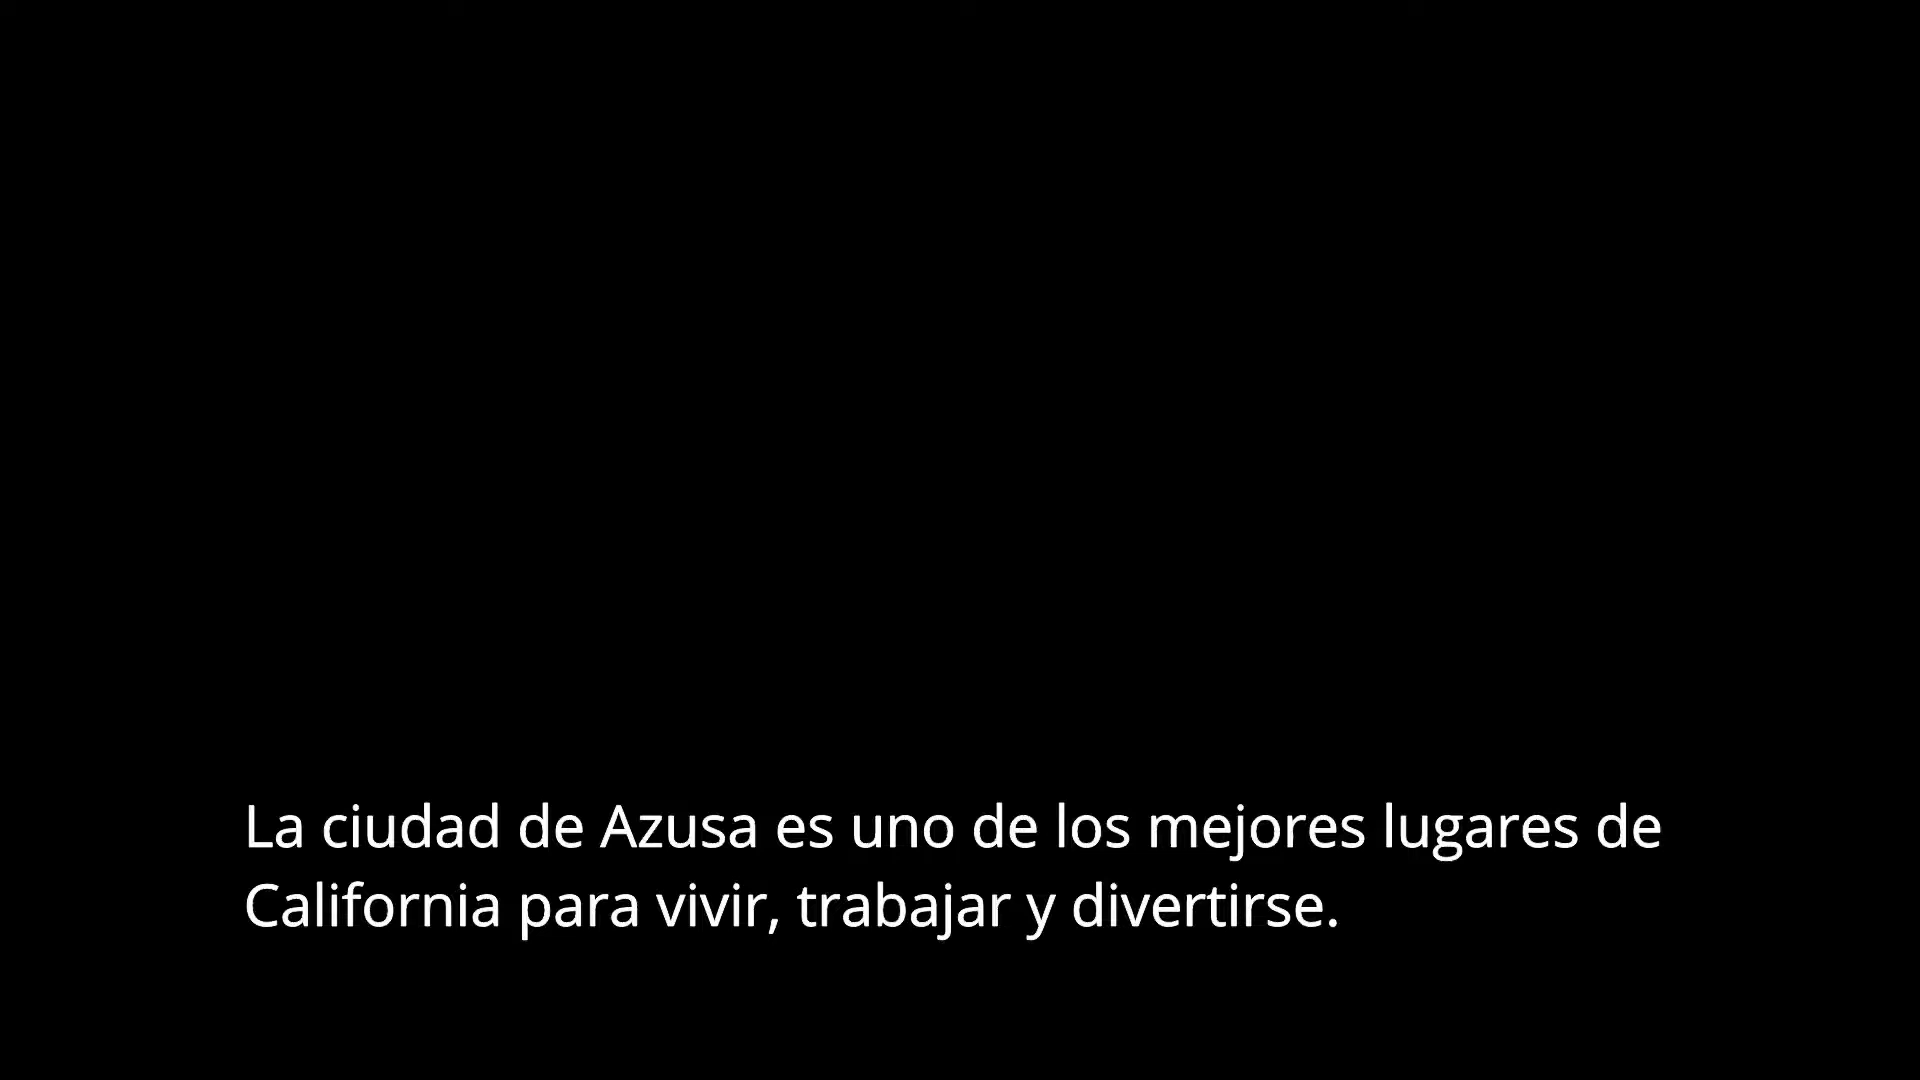 La ciudad de Azusa es uno de los mejores lugares de
California para vivir, trabajar y divertirse.